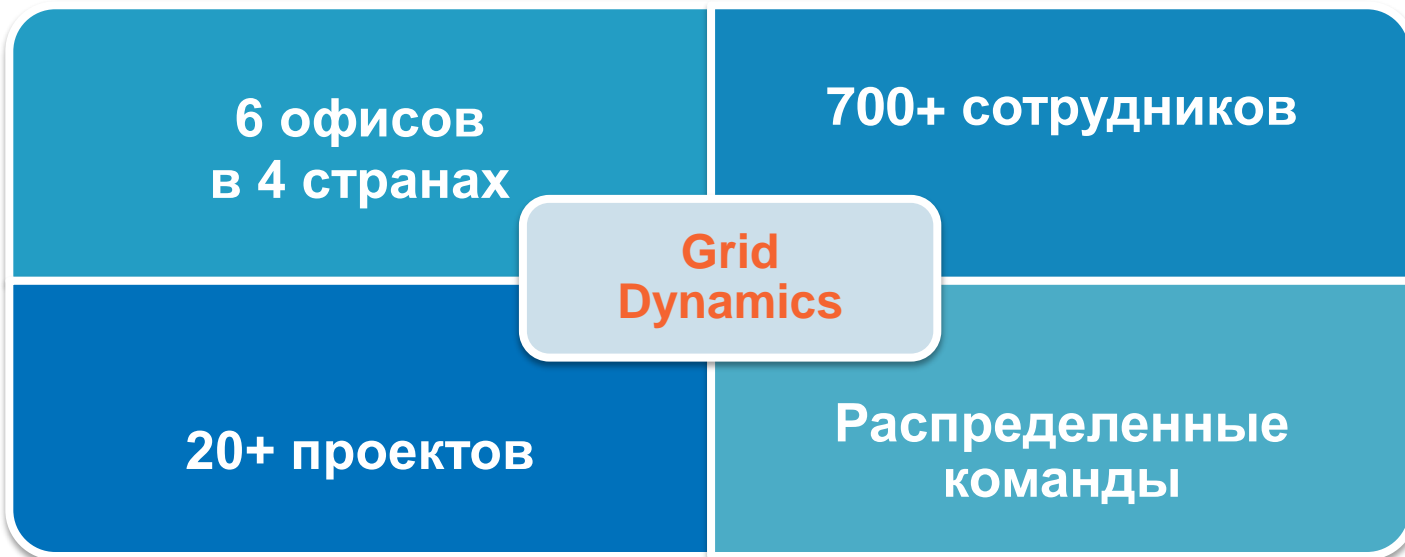 6 офисов
в 4 странах
700+ сотрудников
Grid
Dynamics
20+ проектов
Распределенные
команды